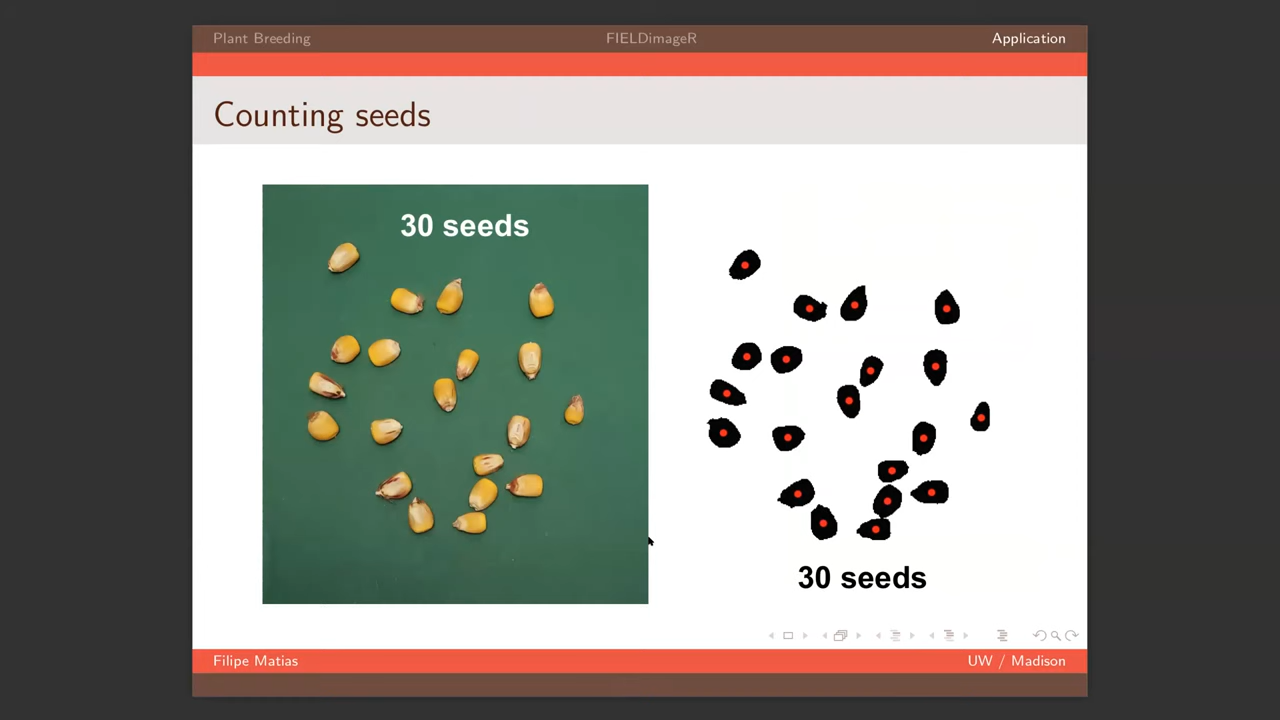 Plant Breeding
FIELDimageR
Application
Counting seeds
30 seeds
30 seeds
Filipe Matias
UW / Madison